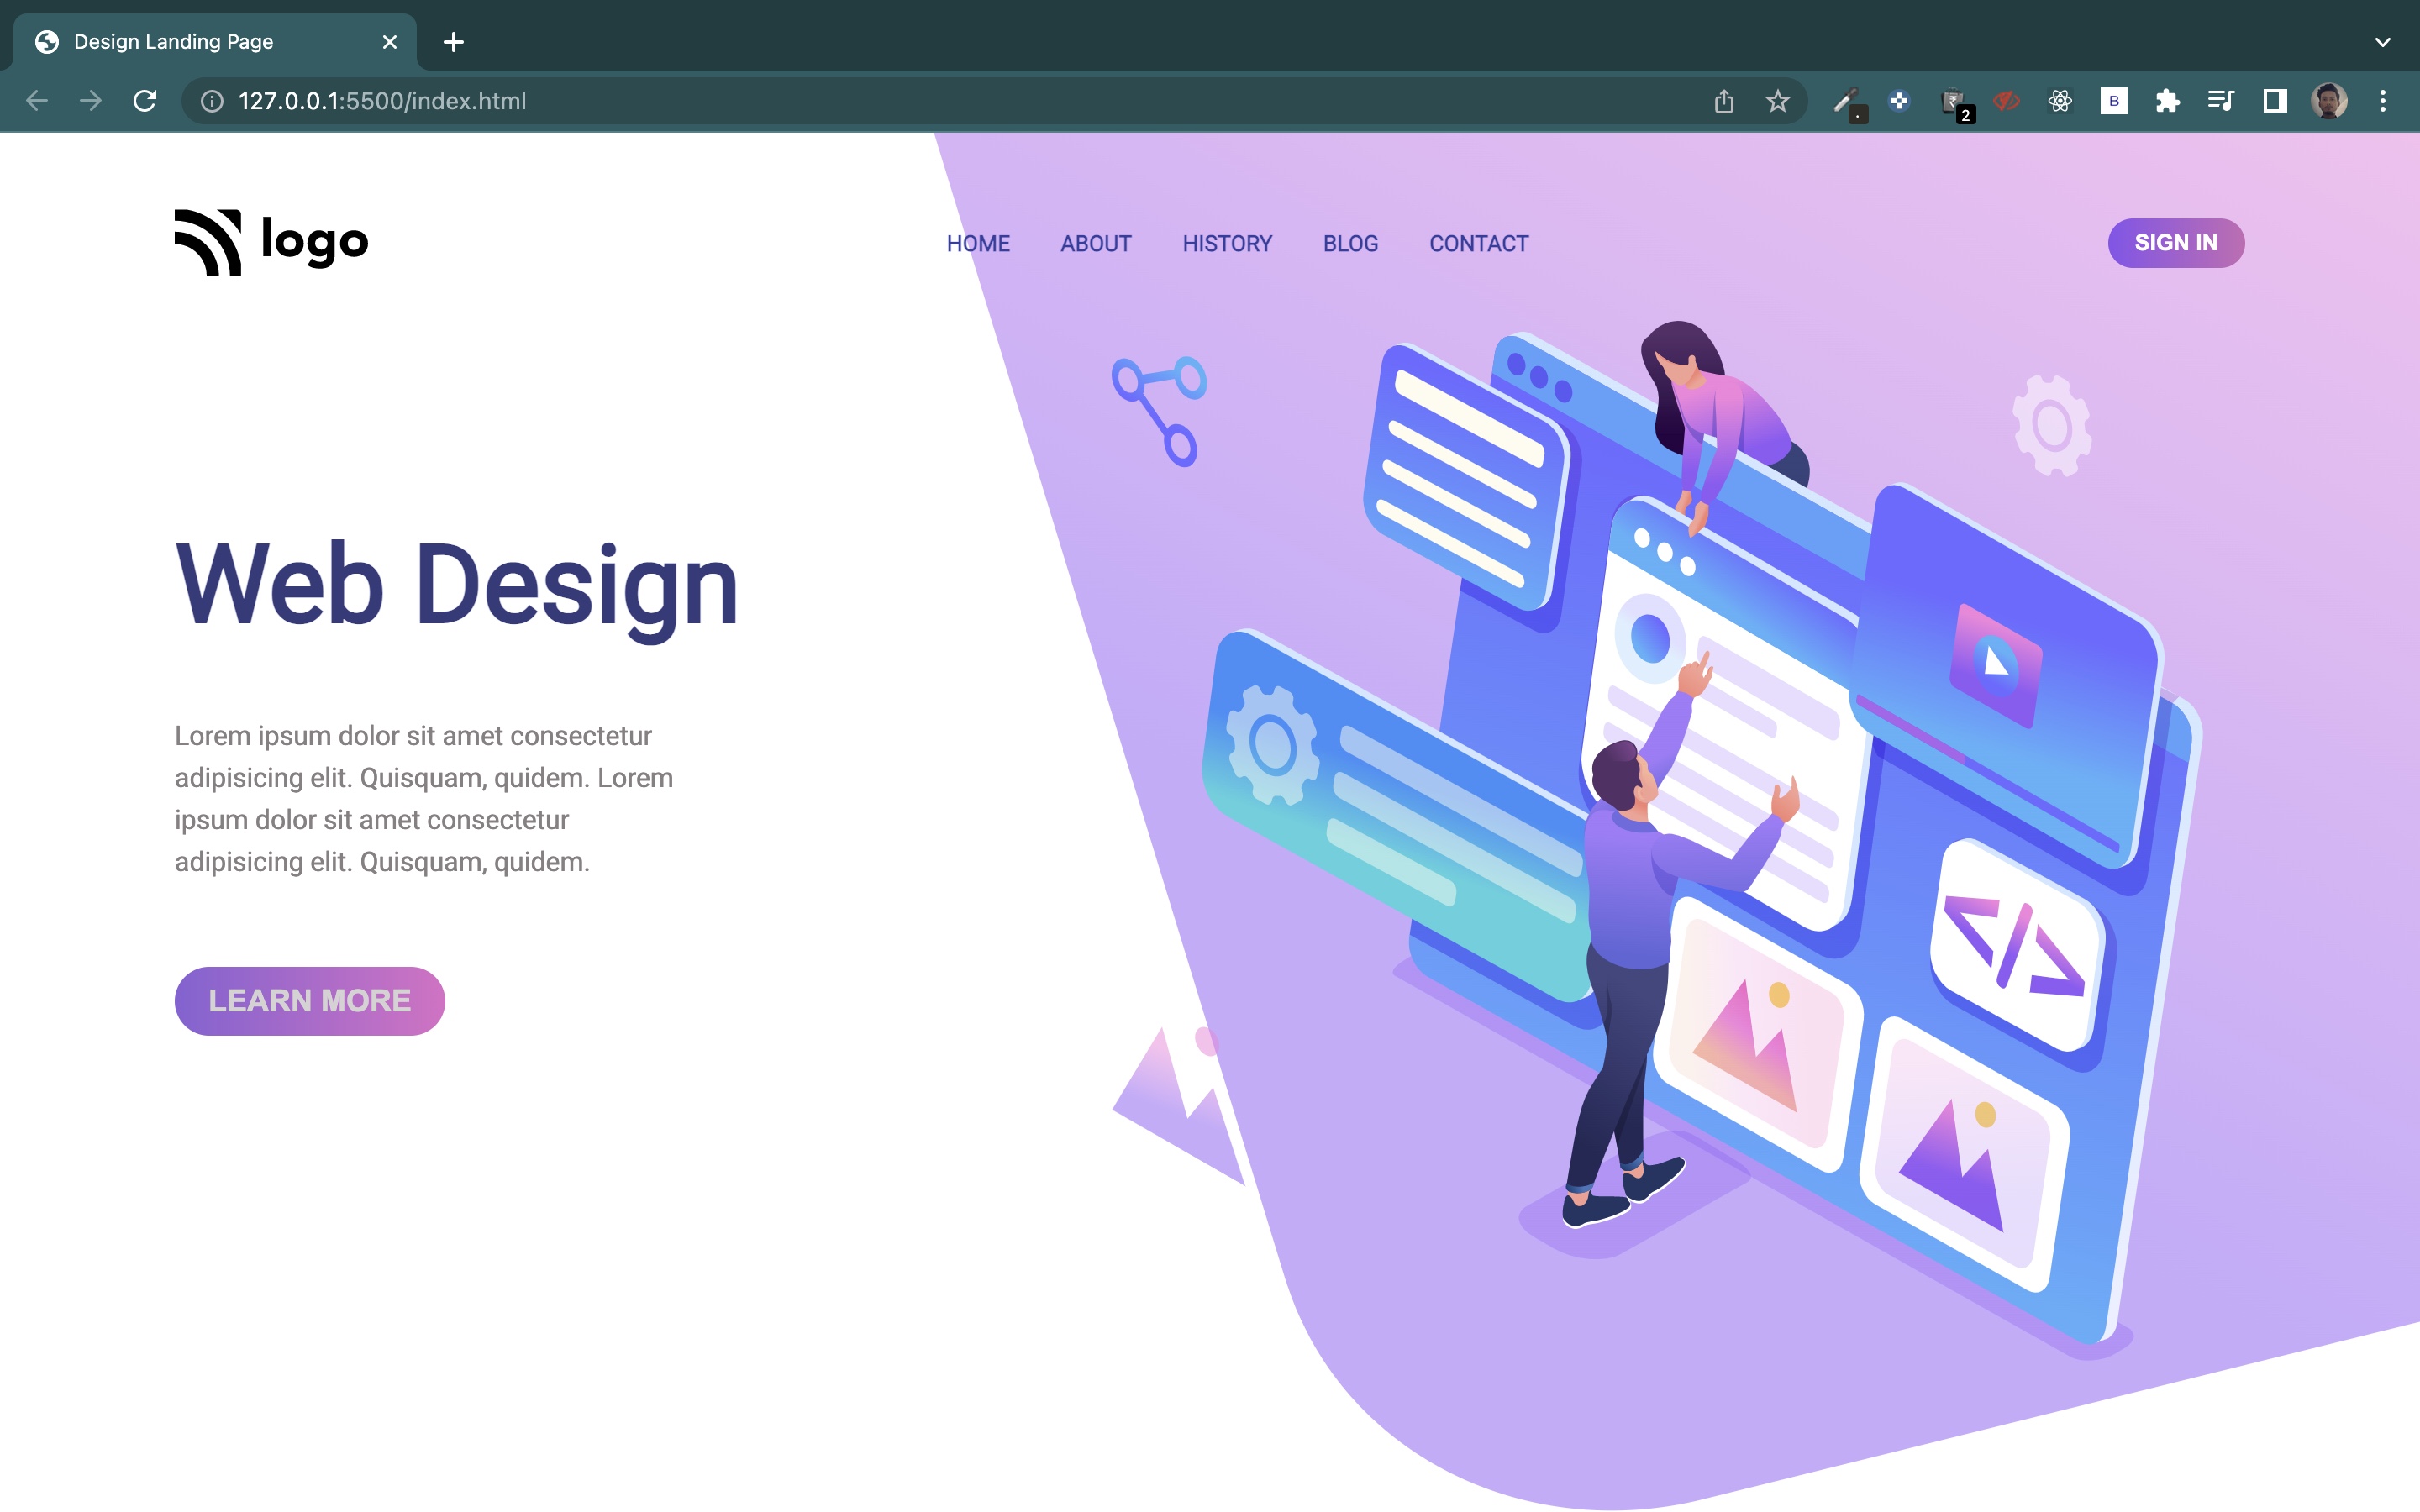 Design Landing Page
127.0.0.1:5500/index.html
2
B
logo
HOME ABOUT HISTORY BLOG CONTACT SIGN IN
Web Design
Lorem ipsum dolor sit amet consectetur
adipisicing elit. Quisquam, quidem. Lorem
ipsum dolor sit amet consectetur
adipisicing elit. Quisquam, quidem.
LEARN MORE